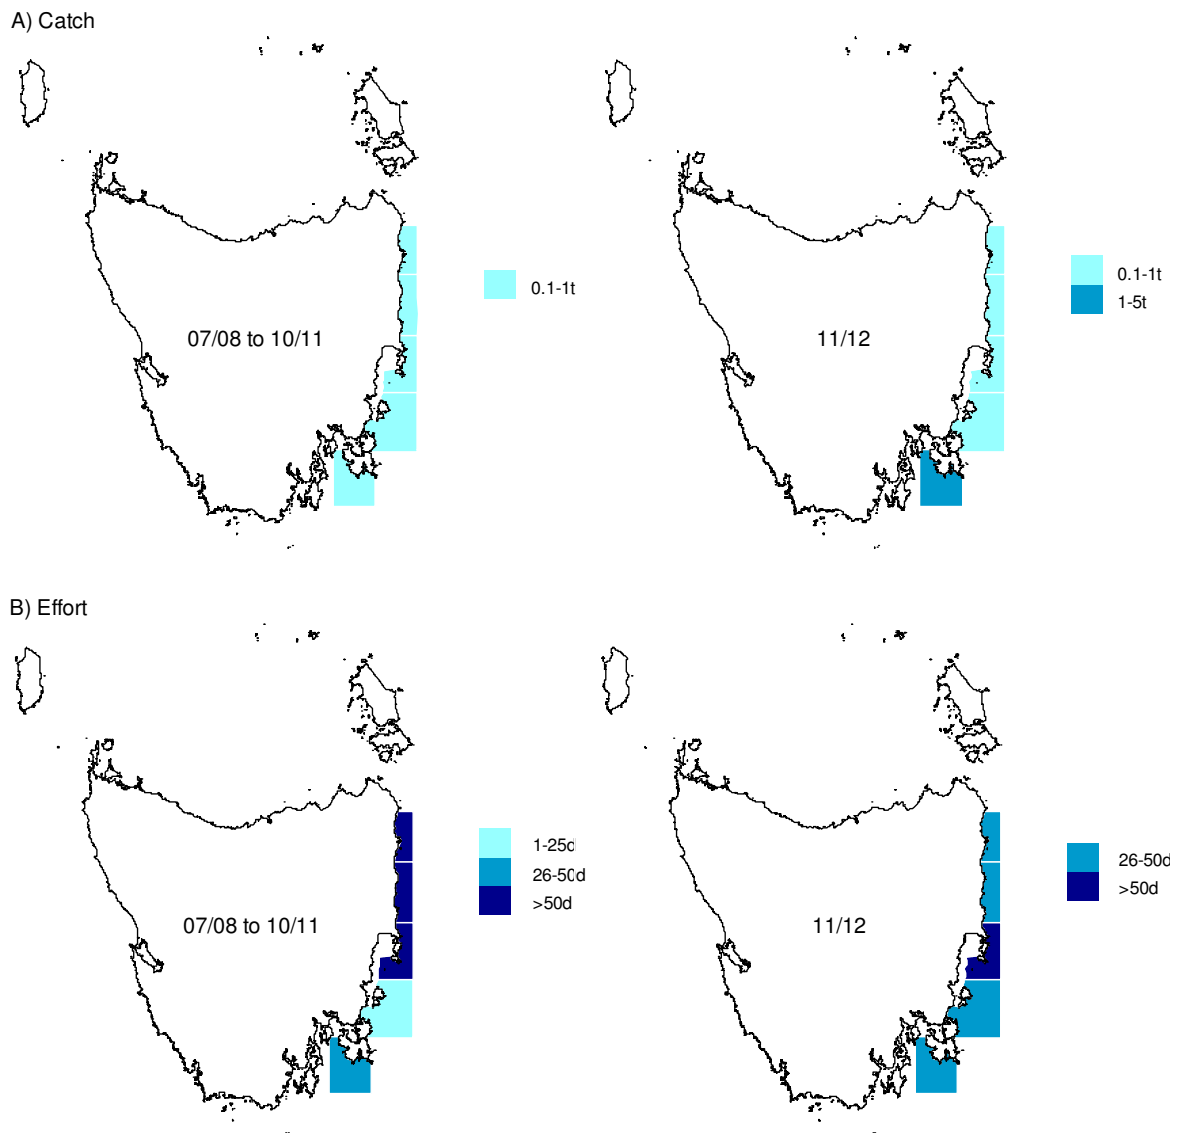 A) Catch
07/08 to 10/11
0.1-1t
11/12
0.1-1t
1-5t
B) Effort
07/08 to 10/11
1-25d
26-50d
>50d
11/12
26-50d
>50d